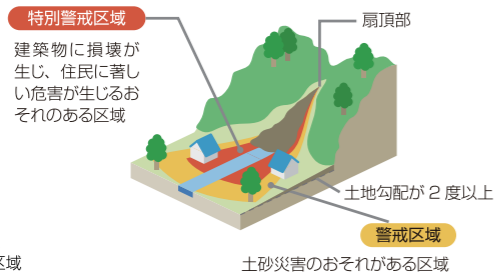 特別警戒区域
建築物に損壊が
生じ、住民に著し
い危害が生じるお
それのある区域
扇頂部
土地勾配が2度以上
警戒区域
土砂災害のおそれがある区域
区域